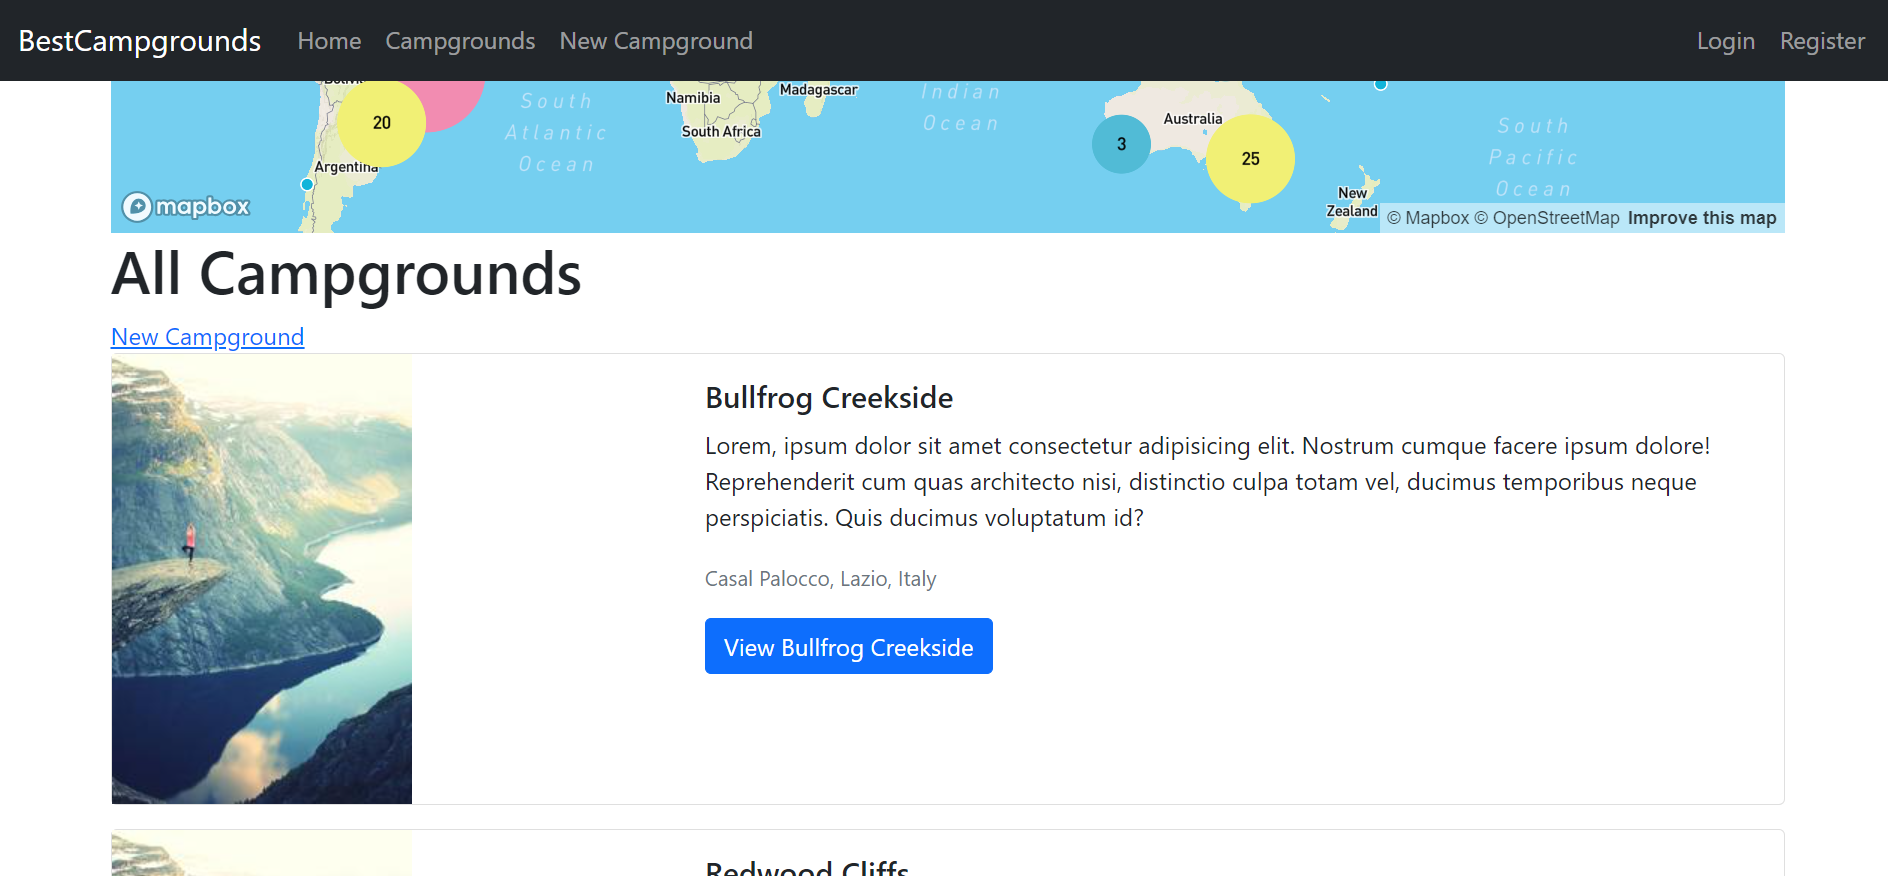 BestCampgrounds Home Campgrounds New Campground Login Register
South
Atlantic
Ocean
Namibia
Madagascar
South Africa
Indian
Ocean
Australia
South
Pacific
Ocean
20
Argentina
3
25
New
Zealand
mapbox
© Mapbox © OpenStreetMap Improve this map
All Campgrounds
New Campground
Bullfrog Creekside
Lorem, ipsum dolor sit amet consectetur adipisicing elit. Nostrum cumque facere ipsum dolore!
Reprehenderit cum quas architecto nisi, distinctio culpa totam vel, ducimus temporibus neque
perspiciatis. Quis ducimus voluptatum id?
Casal Palocco, Lazio, Italy
View Bullfrog Creekside
Redwood Cliffs